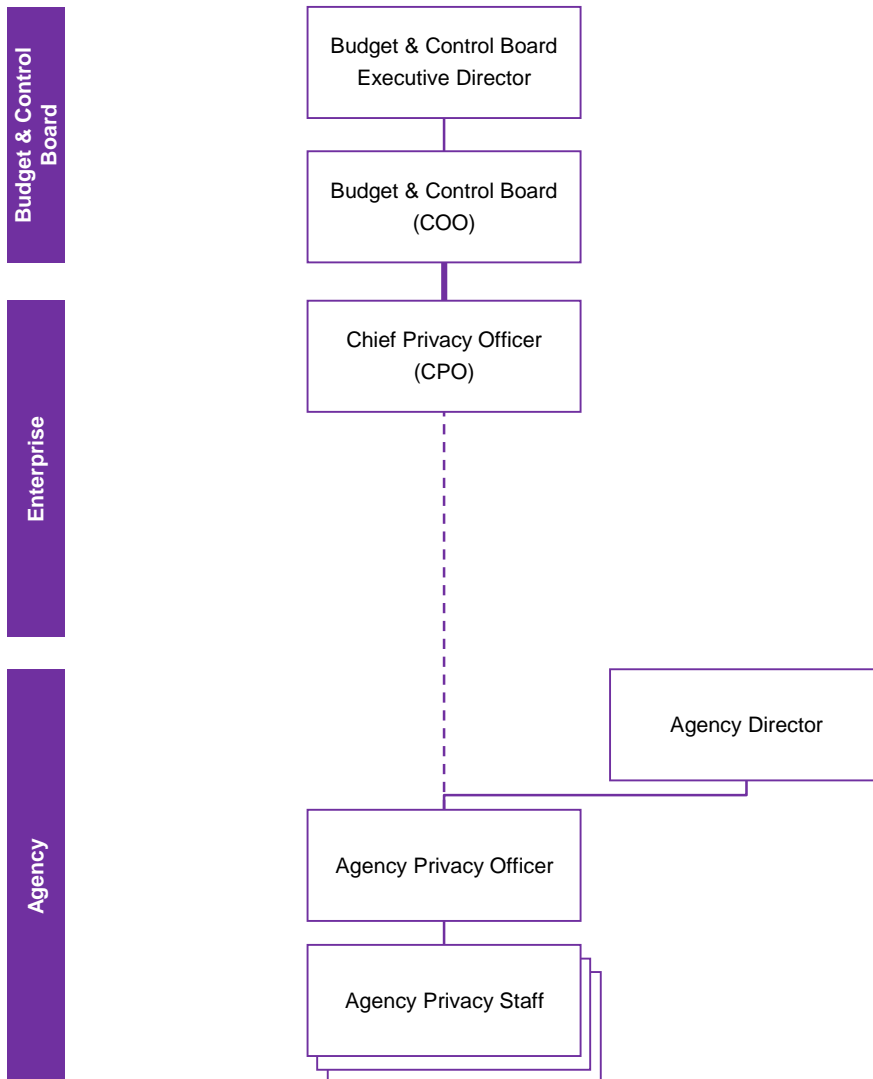 Budget & Control
Board
Budget & Control Board
Executive Director
Budget & Control Board
(COO)
Enterprise
Chief Privacy Officer
(CPO)
Agency
Agency Director
Agency Privacy Officer
Agency Privacy Staff